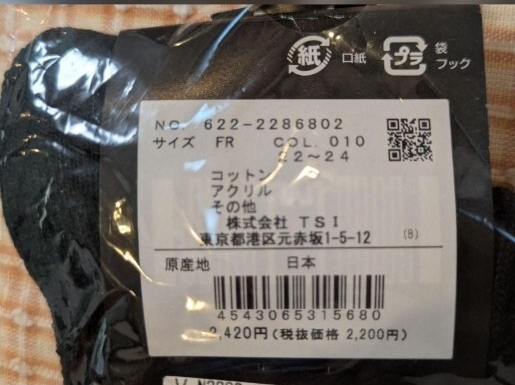 紙 口紙 プラ 袋
フック
NO. 622-2286802
サイズ FR COL. 010
22～24
コットン
アクリル
その他
株式会社 TSI
東京都港区元赤坂1-5-12 (B)
原産地 日本
4543065315680
2,420円(税抜価格 2,200円)